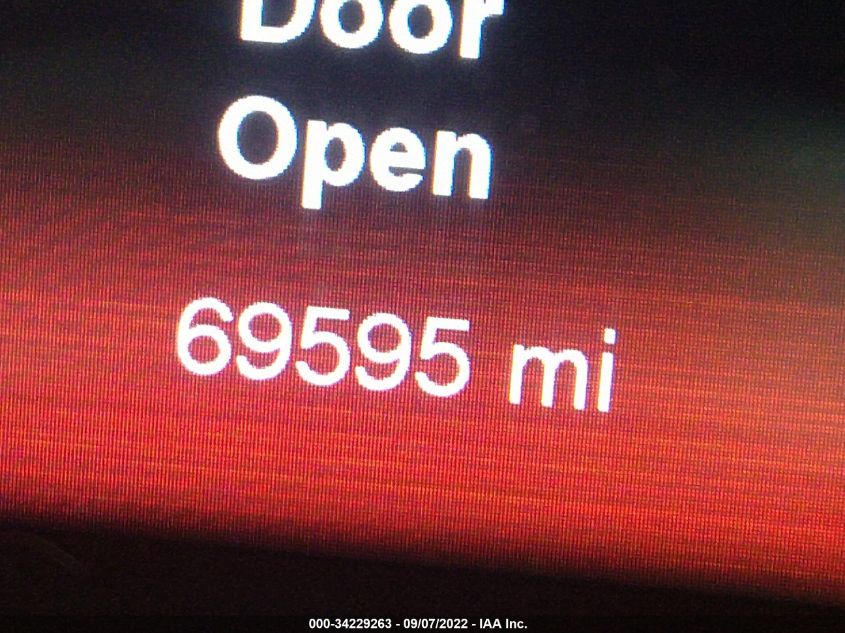 Door
Open
69595 mi
000-34229263 - 09/07/2022 - IAA Inc.